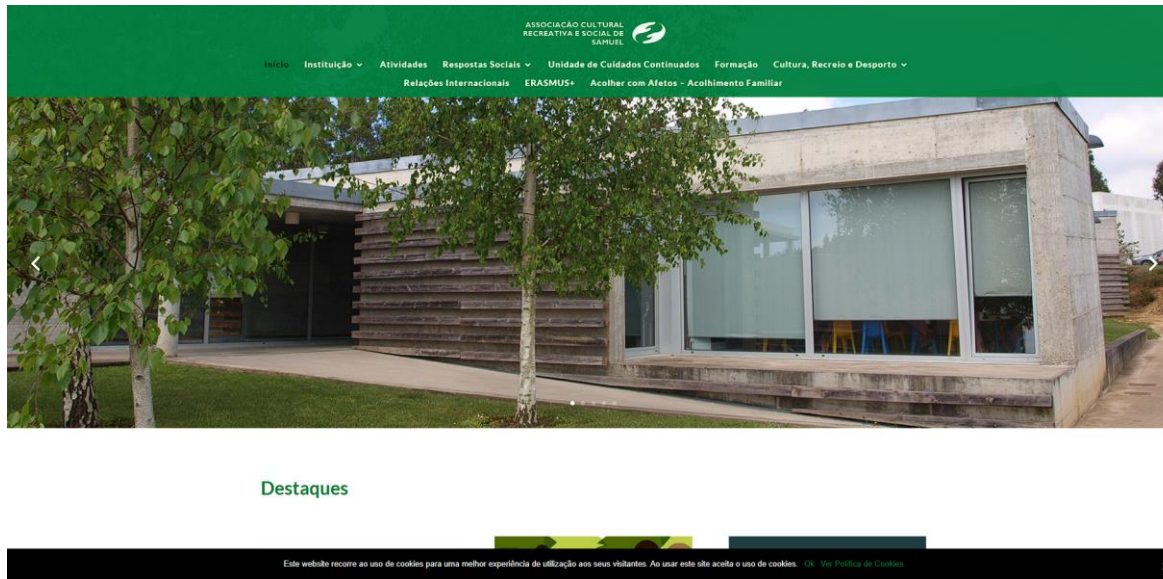 ASSOCIAÇÃO CULTURAL
RECREATIVA E SOCIAL DE
SAMUEL
Início Instituição Atividades Respostas Sociais Unidade de Cuidados Continuados Formação Cultura, Recreio e Desporto
Relações Internacionais ERASMUS+ Acolher com Afetos – Acolhimento Familiar
Destaques
Este website recorre ao uso de cookies para uma melhor experiência de utilização aos seus visitantes. Ao usar este site aceita o uso de cookies. Ok Ver Política de Cookies